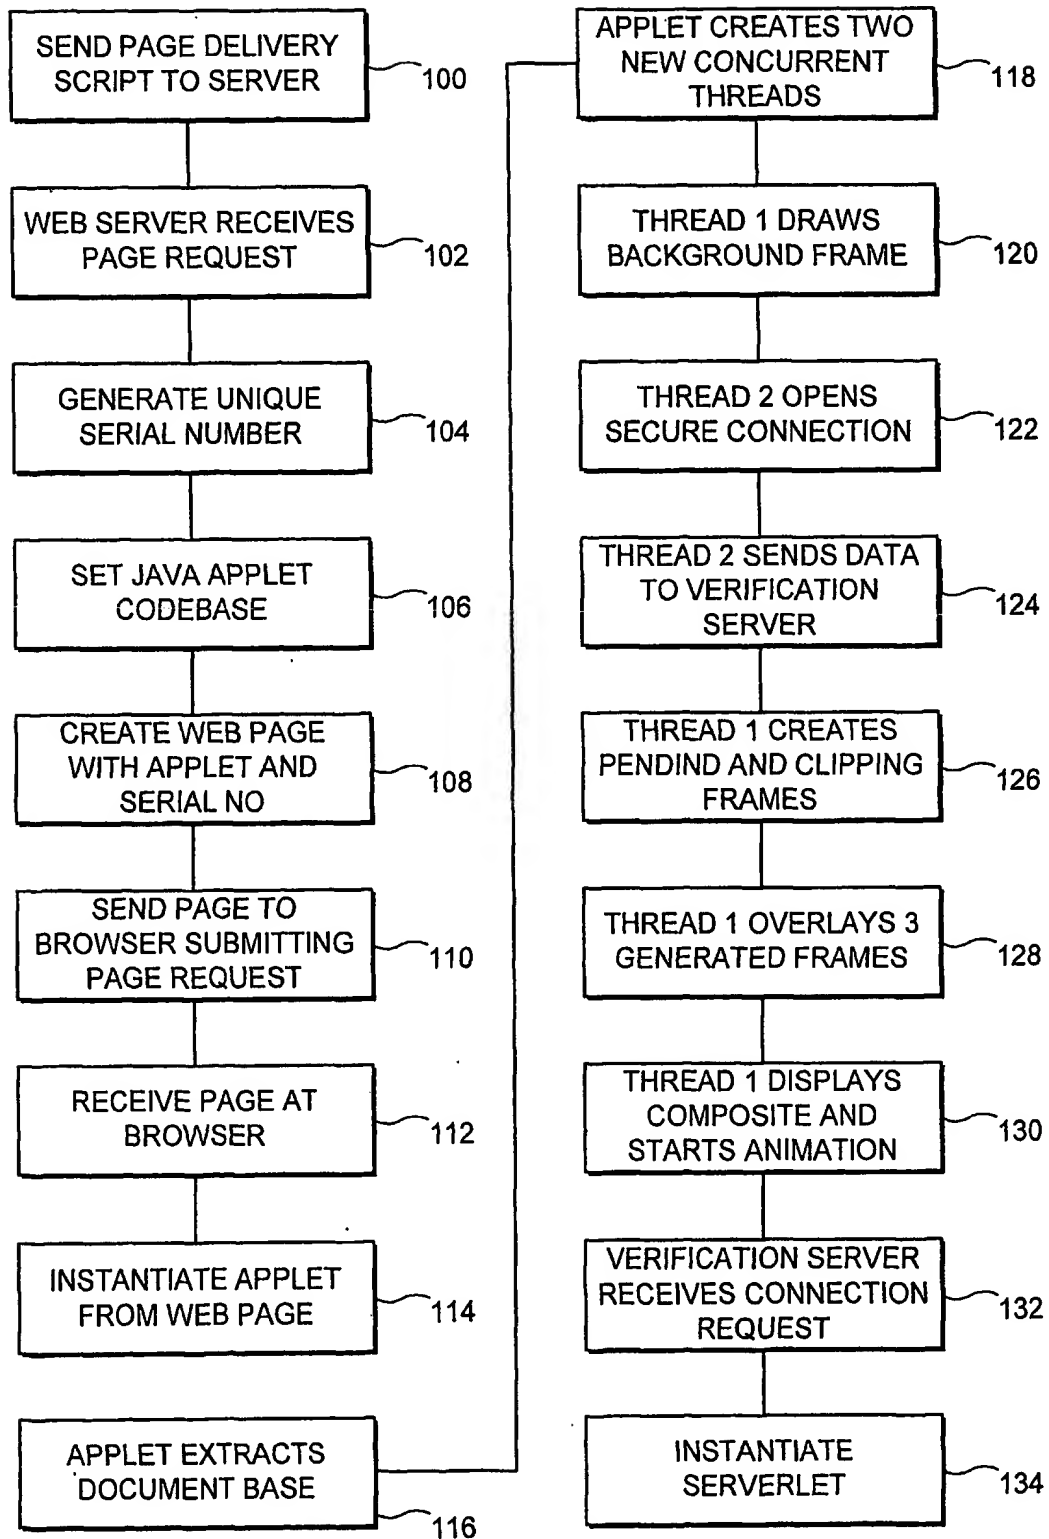 SEND PAGE DELIVERY
SCRIPT TO SERVER
100
WEB SERVER RECEIVES
PAGE REQUEST
102
GENERATE UNIQUE
SERIAL NUMBER
104
SET JAVA APPLET
CODEBASE
106
CREATE WEB PAGE
WITH APPLET AND
SERIAL NO
108
SEND PAGE TO
BROWSER SUBMITTING
PAGE REQUEST
110
RECEIVE PAGE AT
BROWSER
112
INSTANTIATE APPLET
FROM WEB PAGE
114
APPLET EXTRACTS
DOCUMENT BASE
116
APPLET CREATES TWO
NEW CONCURRENT
THREADS
118
THREAD 1 DRAWS
BACKGROUND FRAME
120
THREAD 2 OPENS
SECURE CONNECTION
122
THREAD 2 SENDS DATA
TO VERIFICATION
SERVER
124
THREAD 1 CREATES
PENDIND AND CLIPPING
FRAMES
126
THREAD 1 OVERLAYS 3
GENERATED FRAMES
128
THREAD 1 DISPLAYS
COMPOSITE AND
STARTS ANIMATION
130
VERIFICATION SERVER
RECEIVES CONNECTION
REQUEST
132
INSTANTIATE
SERVERLET
134